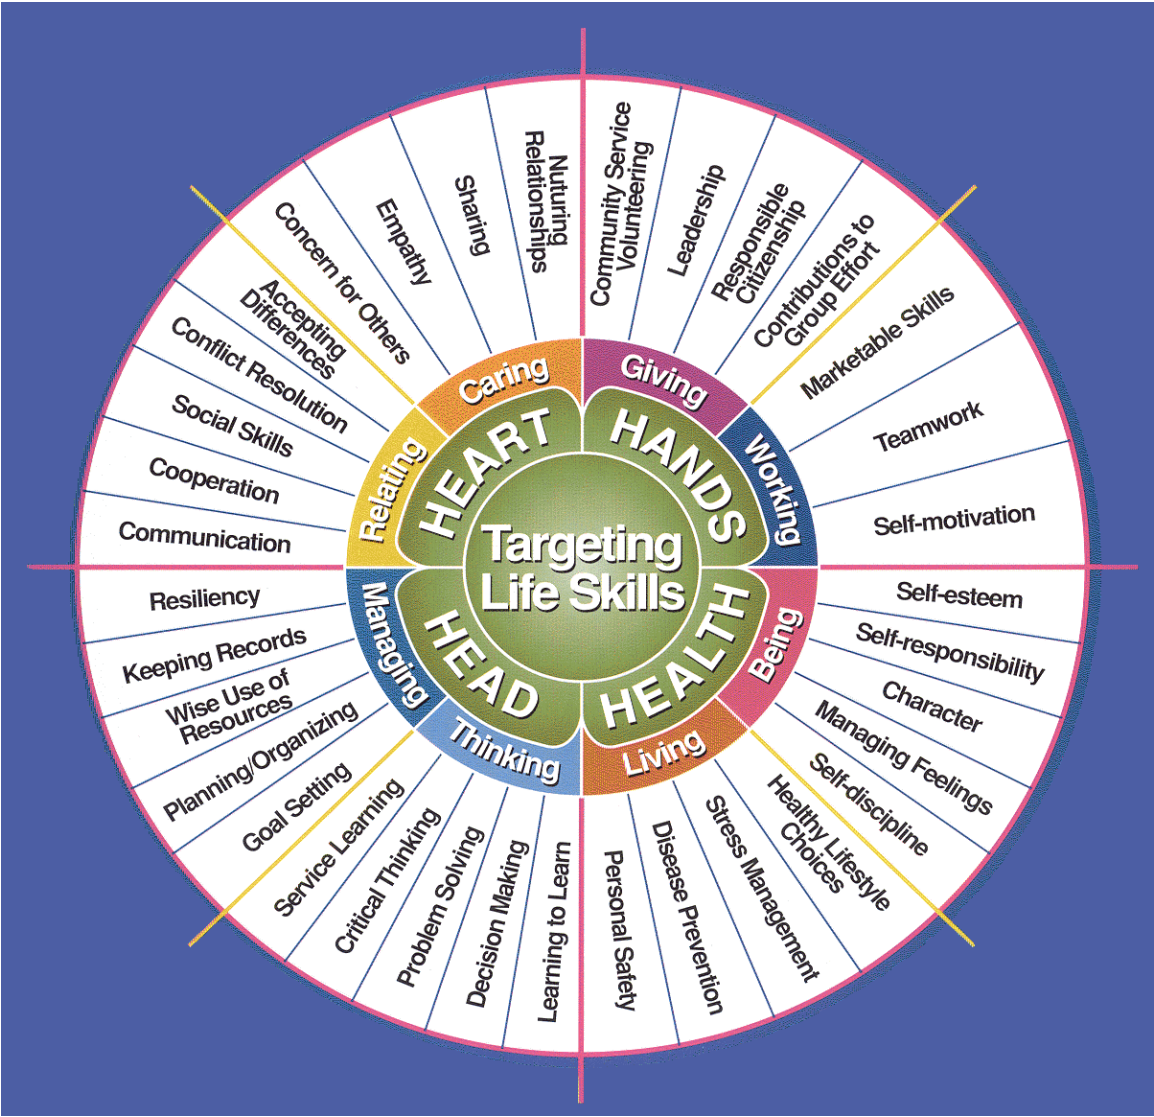 Targeting
Life Skills
HEART
HANDS
HEALTH
HEAD
Caring
Giving
Working
Being
Living
Thinking
Managing
Relating
Community Service
Volunteering
Leadership
Responsible
Citizenship
Contributions to
Group Effort
Marketable Skills
Teamwork
Self-motivation
Self-esteem
Self-responsibility
Character
Managing Feelings
Self-discipline
Healthy Lifestyle
Choices
Stress Management
Disease Prevention
Personal Safety
Learning to Learn
Decision Making
Problem Solving
Critical Thinking
Service Learning
Goal Setting
Planning/Organizing
Wise Use of
Resources
Keeping Records
Resiliency
Communication
Cooperation
Social Skills
Conflict Resolution
Accepting
Differences
Concern for Others
Empathy
Sharing
Nuturing
Relationships